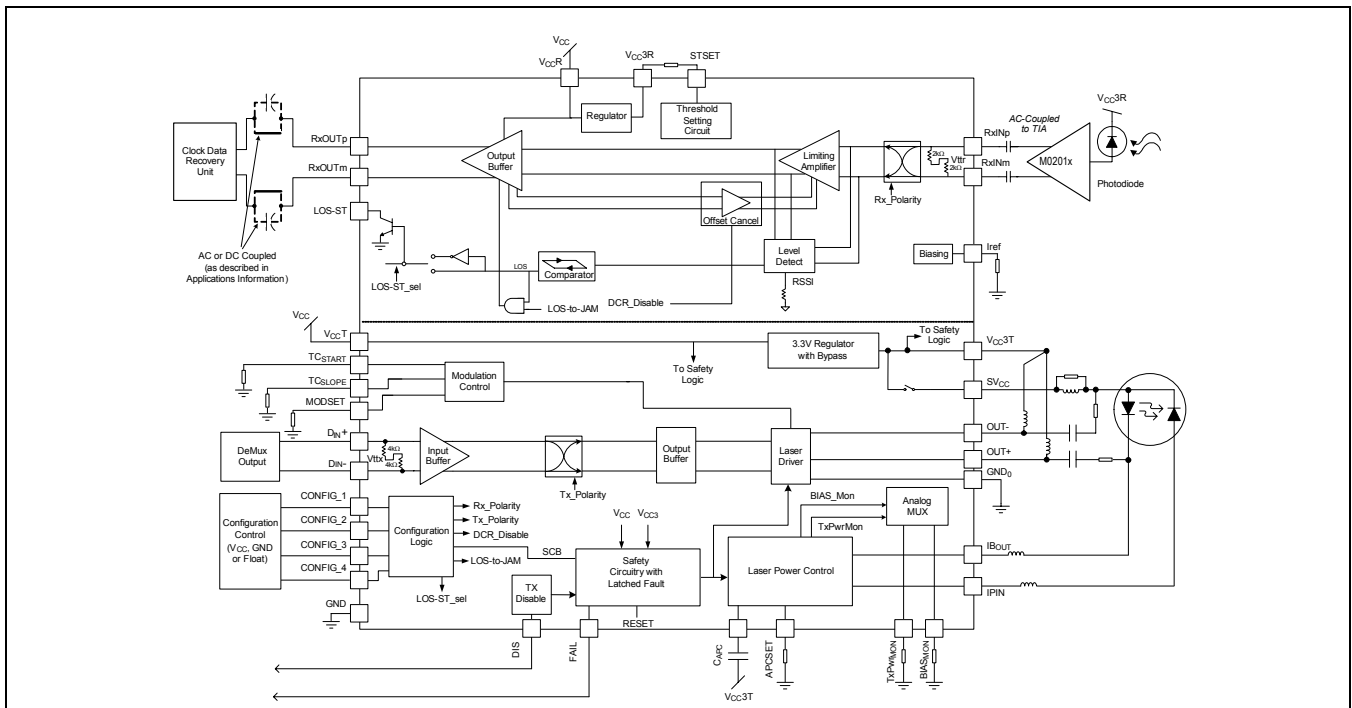 VCC
VCCR
VCC3R
STSET
Regulator
Threshold
Setting
Circuit
VCC3R
AC-Coupled
to TIA
RxINp
RxINm
M0201x
Photodiode
Clock Data
Recovery
Unit
RxOUTp
RxOUTm
LOS-ST
Output
Buffer
Limiting
Amplifier
2kΩ
Vttr
2kΩ
Rx_Polarity
Offset Cancel
AC or DC Coupled
(as described in
Applications Information)
LOS-ST_sel
LOS
Comparator
Level
Detect
RSSI
Biasing
Iref
LOS-to-JAM
DCR_Disable
VCC
VCCT
TCSTART
TCSLOPE
MODSET
Modulation
Control
To Safety
Logic
3.3V Regulator
with Bypass
To Safety
Logic
VCC3T
SVCC
DeMux
Output
DIN+
DIN-
4kΩ
Vttx
4kΩ
Input
Buffer
Tx_Polarity
Output
Buffer
Laser
Driver
OUT-
OUT+
GND0
Configuration
Control
(VCC, GND
or Float)
CONFIG_1
CONFIG_2
CONFIG_3
CONFIG_4
Configuration
Logic
Rx_Polarity
Tx_Polarity
DCR_Disable
LOS-to-JAM
LOS-ST_sel
SCB
VCC
VCC3
Safety
Circuitry with
Latched Fault
TX
Disable
RESET
BIAS_Mon
TxPwrMon
Analog
MUX
Laser Power Control
IBOUT
IPIN
GND
DIS
FAIL
CAPC
VCC3T
APCSET
TxPwrMON
BIASMON